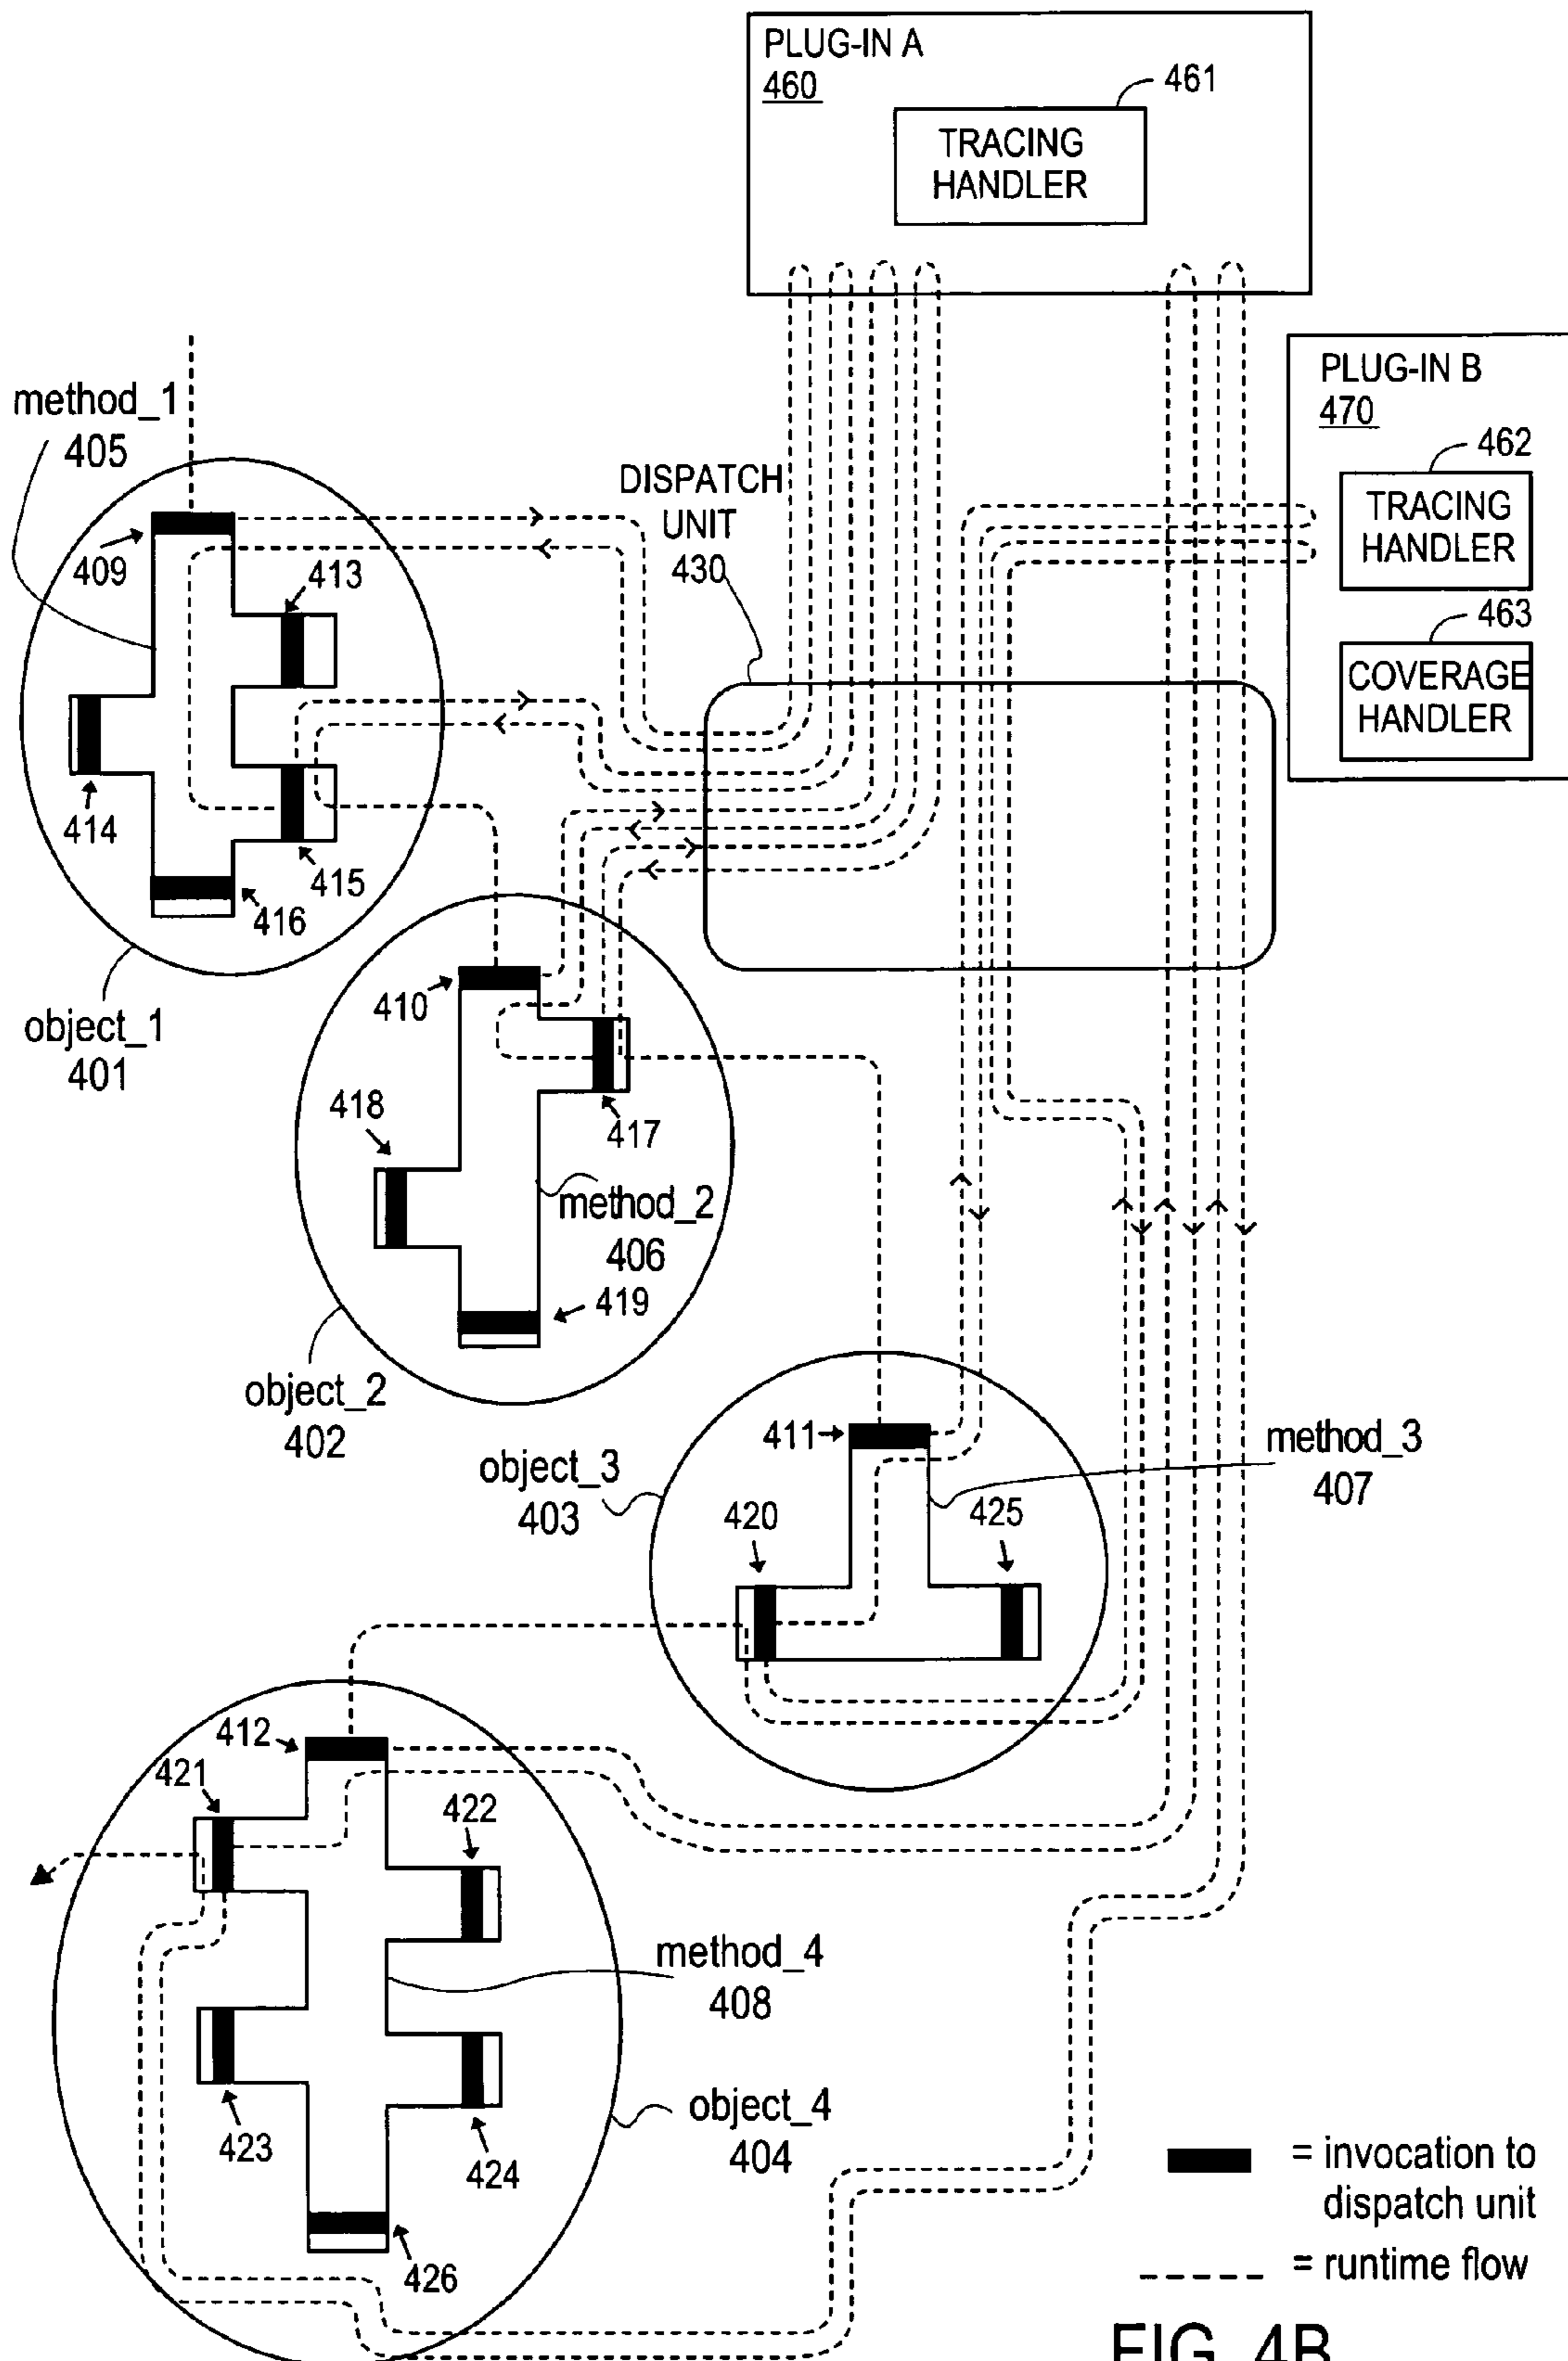 PLUG-IN A
460
461
TRACING
HANDLER
PLUG-IN B
470
462
TRACING
HANDLER
463
COVERAGE
HANDLER
method_1
405
DISPATCH
UNIT
430
409
413
414
415
416
object_1
401
410
417
418
method_2
406
419
object_2
402
411
method_3
407
object_3
403
420
425
412
421
422
method_4
408
423
424
object_4
404
426
= invocation to
dispatch unit
= runtime flow
FIG. 4B